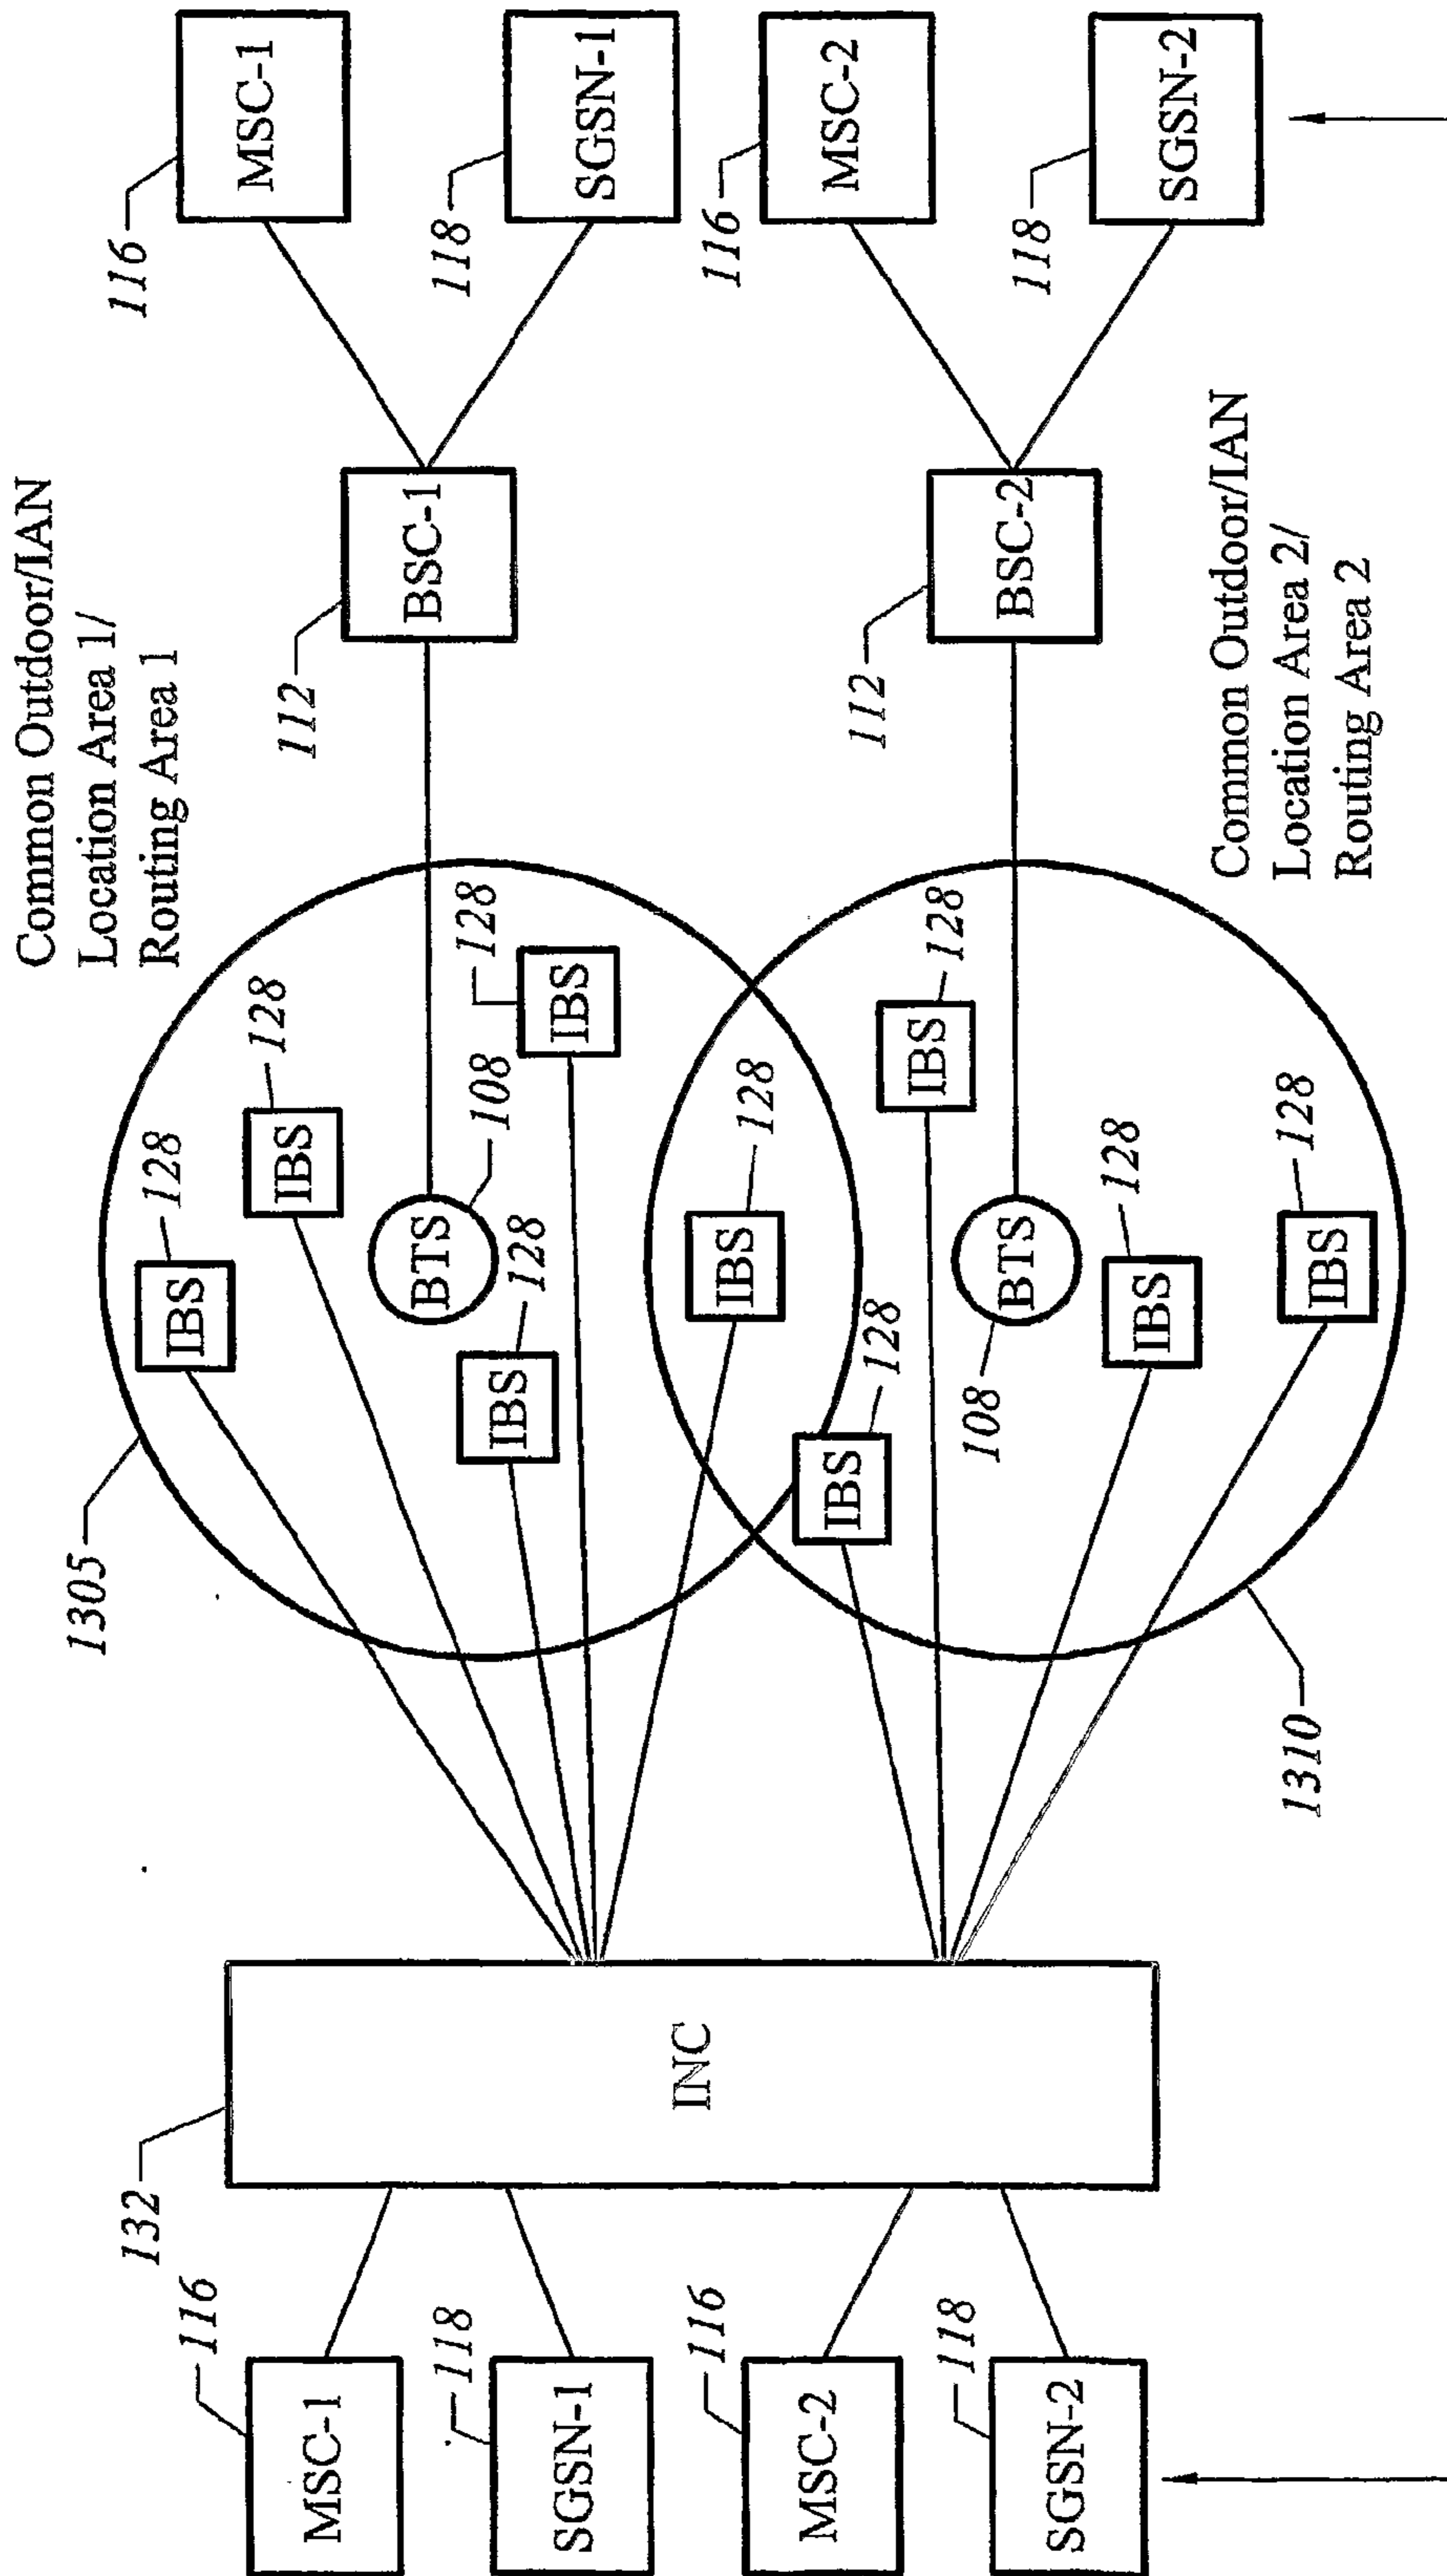 Common Outdoor/IAN
Location Area 1/
Routing Area 1
132
116
MSC-1
118
SGSN-1
116
MSC-2
118
SGSN-2
INC
1305
1310
IBS
128
IBS
128
BTS
108
IBS
128
IBS
128
IBS
128
IBS
128
IBS
128
BTS
108
IBS
128
IBS
128
112
BSC-1
112
BSC-2
116
MSC-1
118
SGSN-1
116
MSC-2
118
SGSN-2
Common Outdoor/IAN
Location Area 2/
Routing Area 2